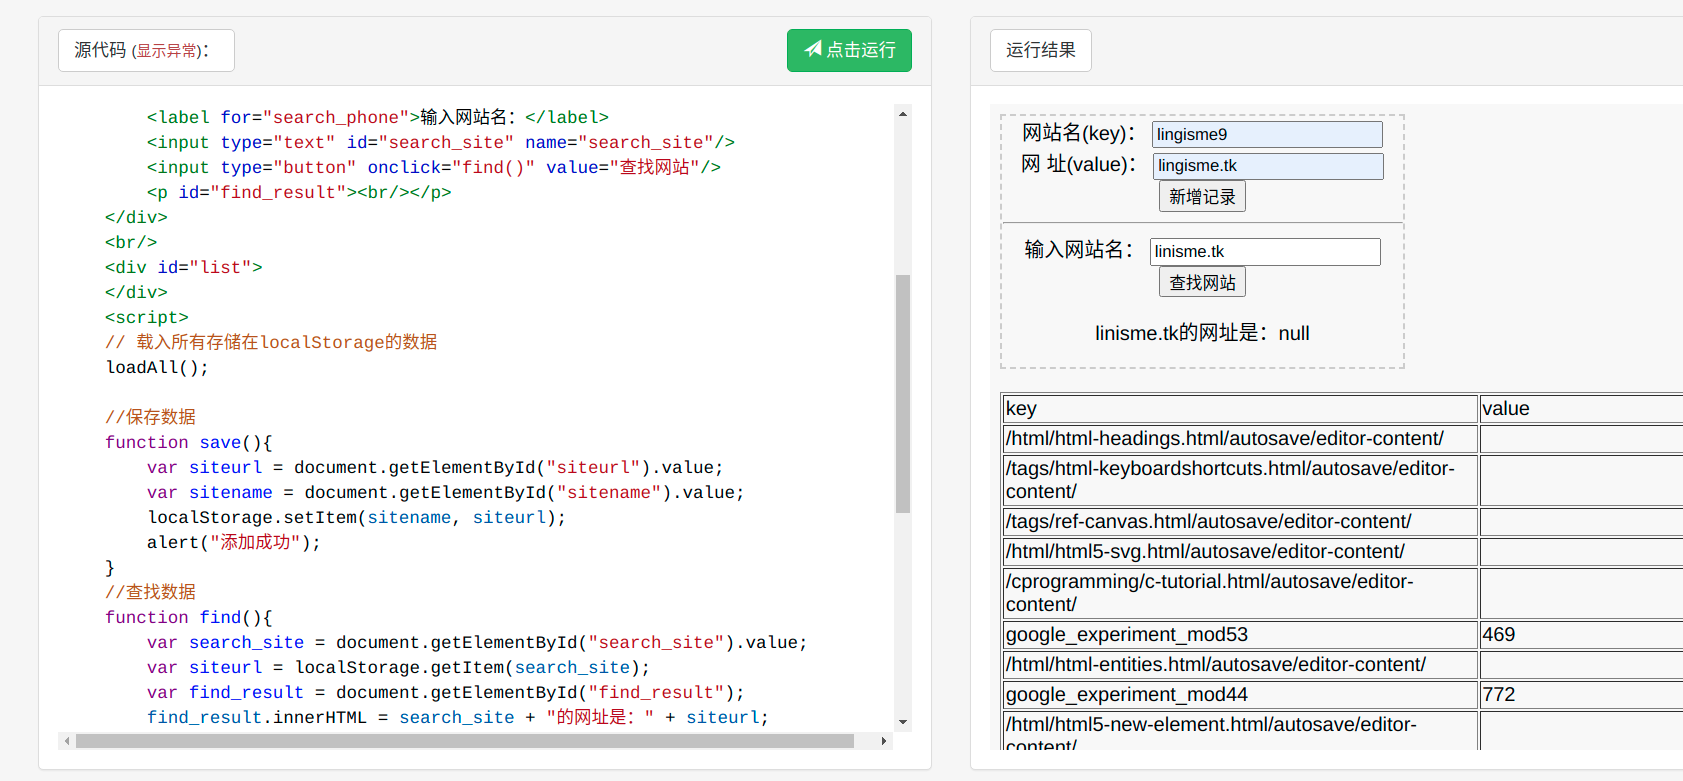 源代码 (显示异常)：
点击运行
<label for="search_phone">输入网站名：</label>
<input type="text" id="search_site" name="search_site"/>
<input type="button" onclick="find()" value="查找网站"/>
<p id="find_result"><br/></p>
</div>
<br/>
<div id="list">
</div>
<script>
// 载入所有存储在localStorage的数据
loadAll();
//保存数据
function save(){
var siteurl = document.getElementById("siteurl").value;
var sitename = document.getElementById("sitename").value;
localStorage.setItem(sitename, siteurl);
alert("添加成功");
}
//查找数据
function find(){
var search_site = document.getElementById("search_site").value;
var siteurl = localStorage.getItem(search_site);
var find_result = document.getElementById("find_result");
find_result.innerHTML = search_site + "的网址是：" + siteurl;
运行结果
网站名(key)： lingisme9
网 址(value)： lingisme.tk
新增记录
输入网站名： linisme.tk
查找网站
linisme.tk的网址是：null
key value
/html/html-headings.html/autosave/editor-content/
/tags/html-keyboardshortcuts.html/autosave/editor-
content/
/tags/ref-canvas.html/autosave/editor-content/
/html/html5-svg.html/autosave/editor-content/
/cprogramming/c-tutorial.html/autosave/editor-
content/
google_experiment_mod53 469
/html/html-entities.html/autosave/editor-content/
google_experiment_mod44 772
/html/html5-new-element.html/autosave/editor-
content/